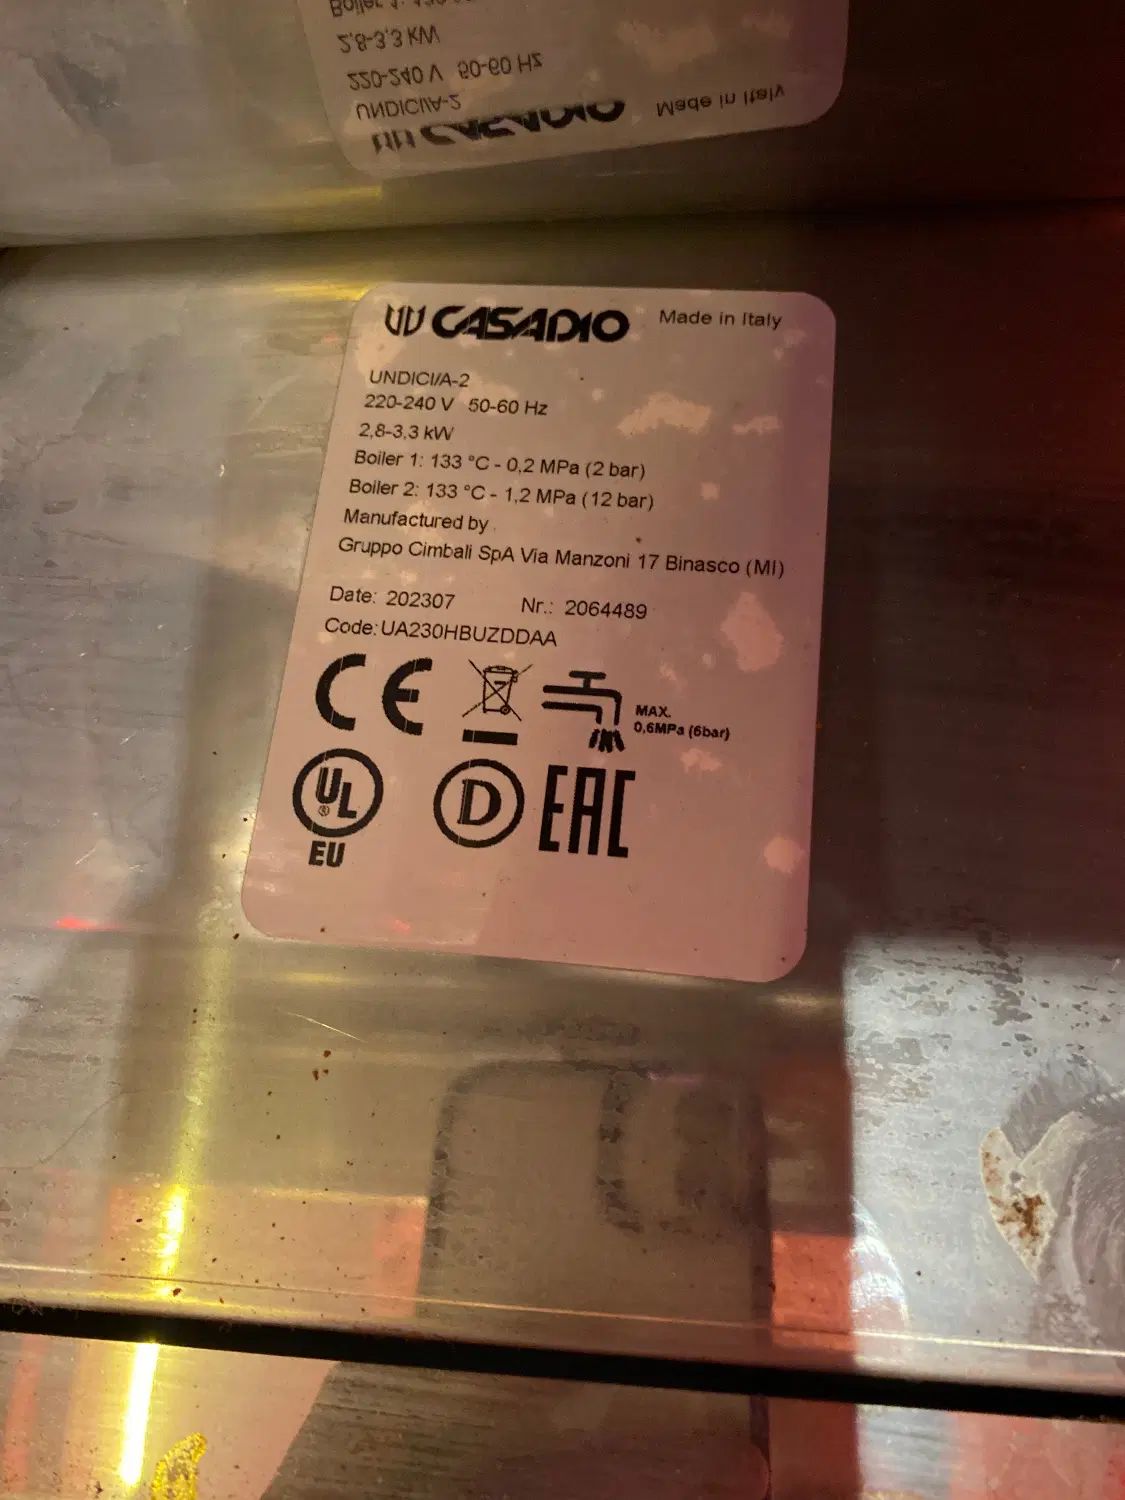 Boiler 1: 133
2,8-3,3 kW
220-240 V 50-60 Hz
UNDICI/A-2
CASADIO Made in Italy
CASADIO Made in Italy
UNDICI/A-2
220-240 V 50-60 Hz
2,8-3,3 kW
Boiler 1: 133 °C - 0,2 MPa (2 bar)
Boiler 2: 133 °C - 1,2 MPa (12 bar)
Manufactured by
Gruppo Cimbali SpA Via Manzoni 17 Binasco (MI)
Date: 202307 Nr.: 2064489
Code: UA230HBUZDDAA
CE
MAX.
0,6MPa (6bar)
UL D EAC
EU